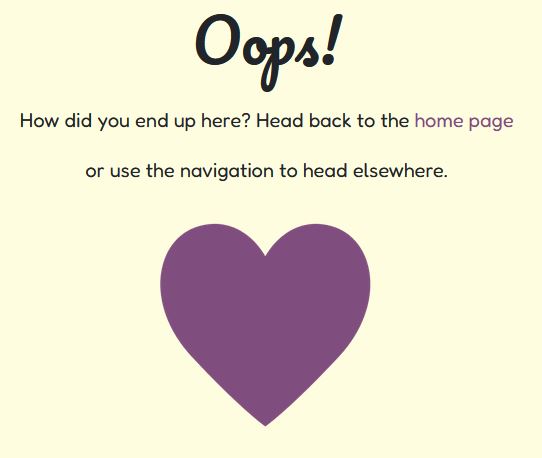 Oops!
How did you end up here? Head back to the home page
or use the navigation to head elsewhere.